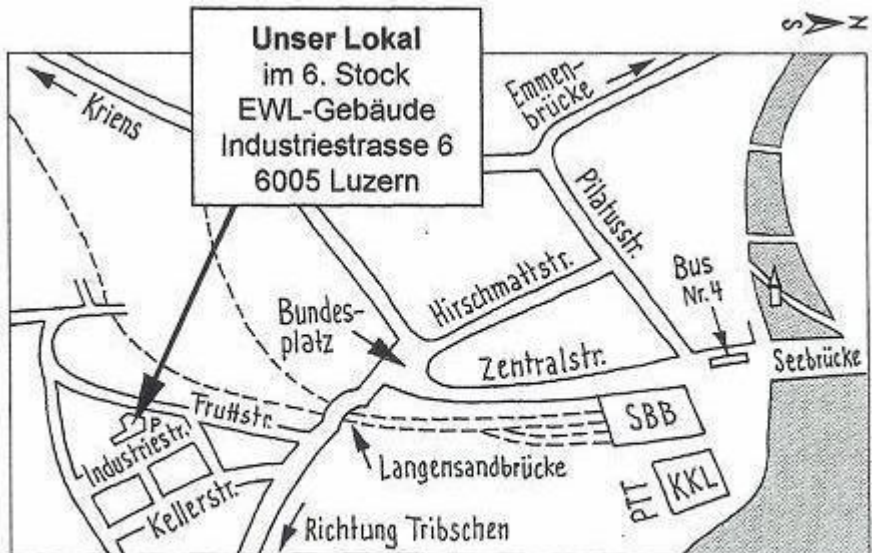 Unser Lokal
im 6. Stock
EWL-Gebäude
Industriestrasse 6
6005 Luzern
S N
Kriens
Emmen-
brücke
Pilatusstr.
Hirschmattstr.
Bus
Nr. 4
Bundes-
platz
Zentralstr.
Seebrücke
Fruttstr.
P
Industriestr.
SBB
Langensandbrücke
Kellerstr.
PTT
KKL
Richtung Tribschen